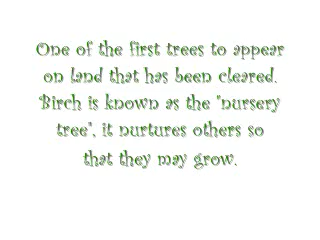 One of the first trees to appear
on land that has been cleared.
Birch is known as the "nursery
tree", it nurtures others so
that they may grow.